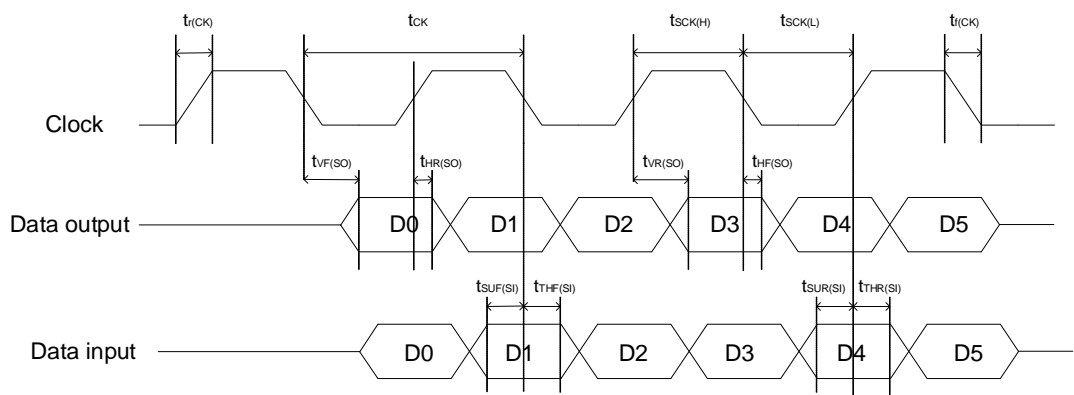 tr(CK) tCK tSCK(H) tSCK(L) tf(CK)
Clock
tVF(SO) tHR(SO) tVR(SO) tHF(SO)
Data output D0 D1 D2 D3 D4 D5
tSUF(SI) tTHF(SI) tSUR(SI) tTHR(SI)
Data input D0 D1 D2 D3 D4 D5